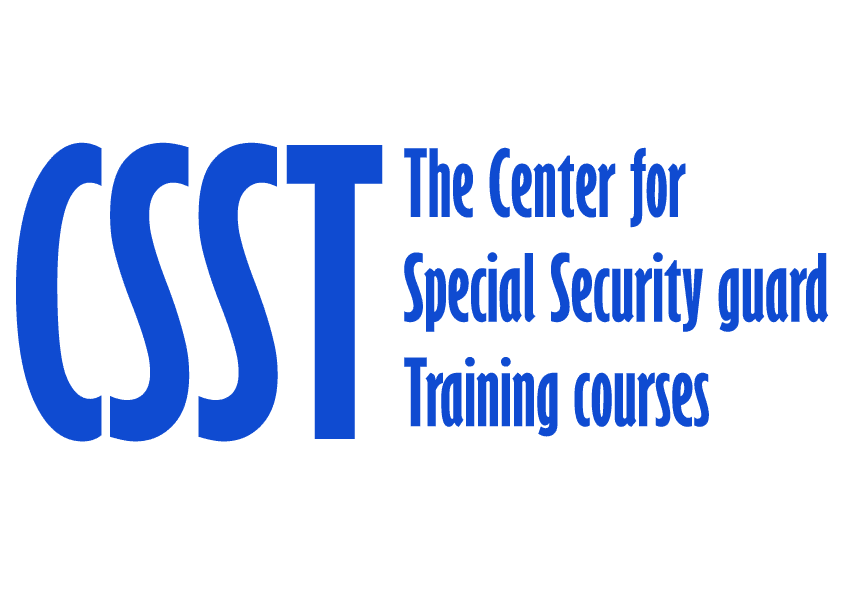 CSST
The Center for
Special Security guard
Training courses